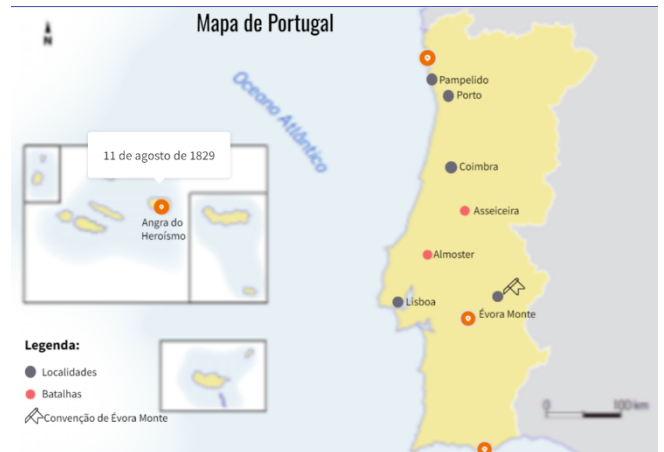 Mapa de Portugal
N
Oceano Atlântico
Pampelido
Porto
11 de agosto de 1829
Coimbra
Angra do
Heroísmo
Asseiceira
Almoster
Lisboa
Évora Monte
Legenda:
Localidades
Batalhas
Convenção de Évora Monte
0 100 km